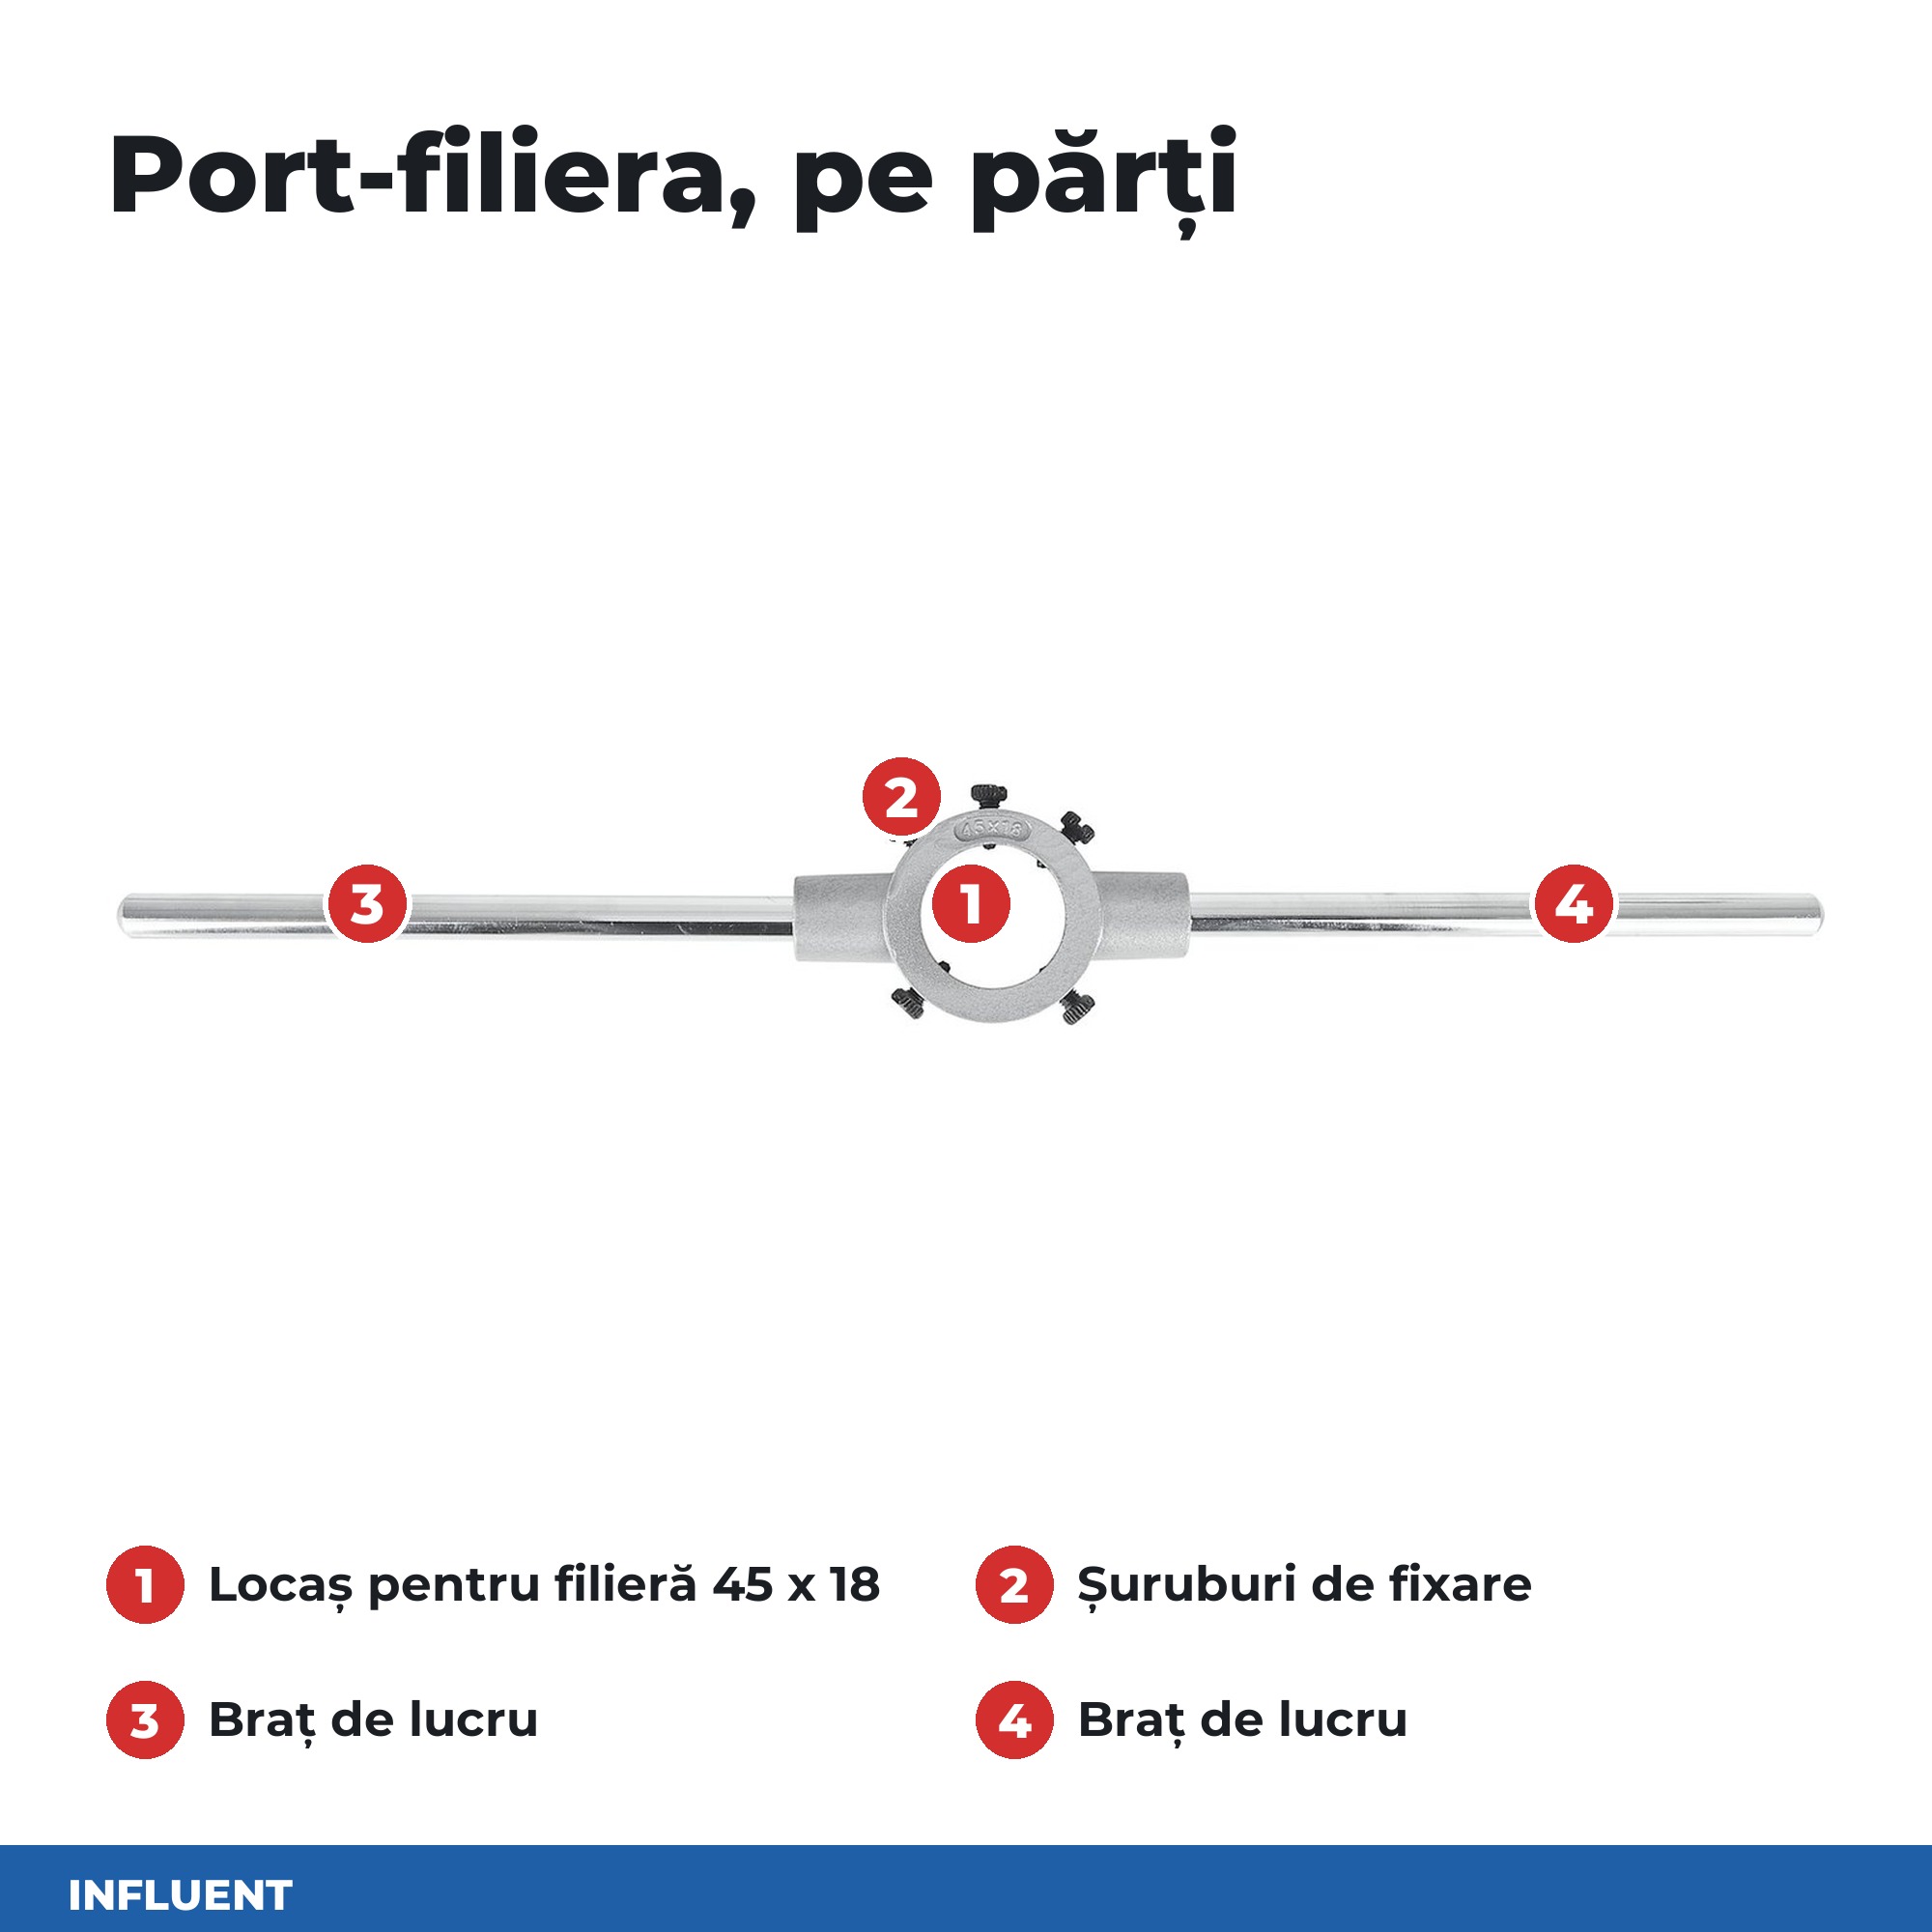 Port-filiera, pe părți
2
45x18
3
1
4
1 Locaș pentru filieră 45 x 18
2 Șuruburi de fixare
3 Braț de lucru
4 Braț de lucru
INFLUENT